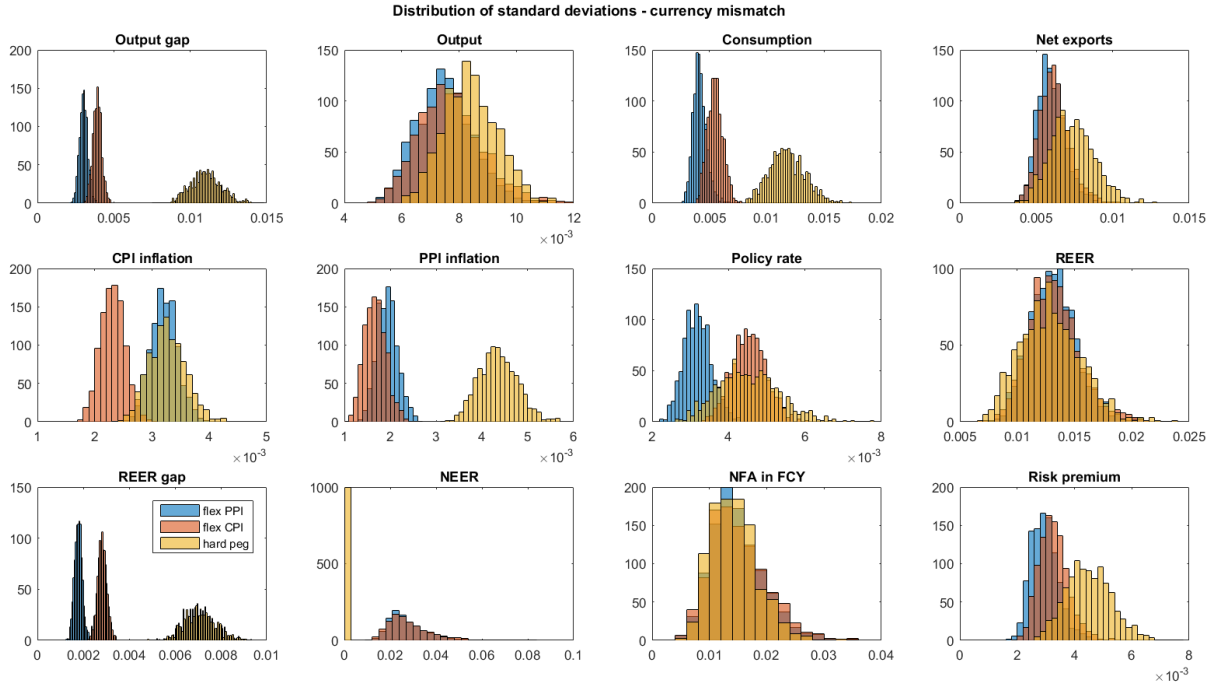 Distribution of standard deviations - currency mismatch
Output gap
200
150
100
50
0
0 0.005 0.01 0.015
Output
150
100
50
0
4 6 8 10 12
×10-3
Consumption
150
100
50
0
0 0.005 0.01 0.015 0.02
Net exports
150
100
50
0
0 0.005 0.01 0.015
CPI inflation
200
150
100
50
0
1 2 3 4 5
×10-3
PPI inflation
200
150
100
50
0
1 2 3 4 5 6
×10-3
Policy rate
150
100
50
0
2 4 6 8
×10-3
REER
100
80
60
40
20
0
0.005 0.01 0.015 0.02 0.025
REER gap
150
100
50
0
0 0.002 0.004 0.006 0.008 0.01
flex PPI
flex CPI
hard peg
NEER
1000
500
0
0 0.02 0.04 0.06 0.08 0.1
NFA in FCY
200
150
100
50
0
0 0.01 0.02 0.03 0.04
Risk premium
200
150
100
50
0
0 2 4 6 8
×10-3